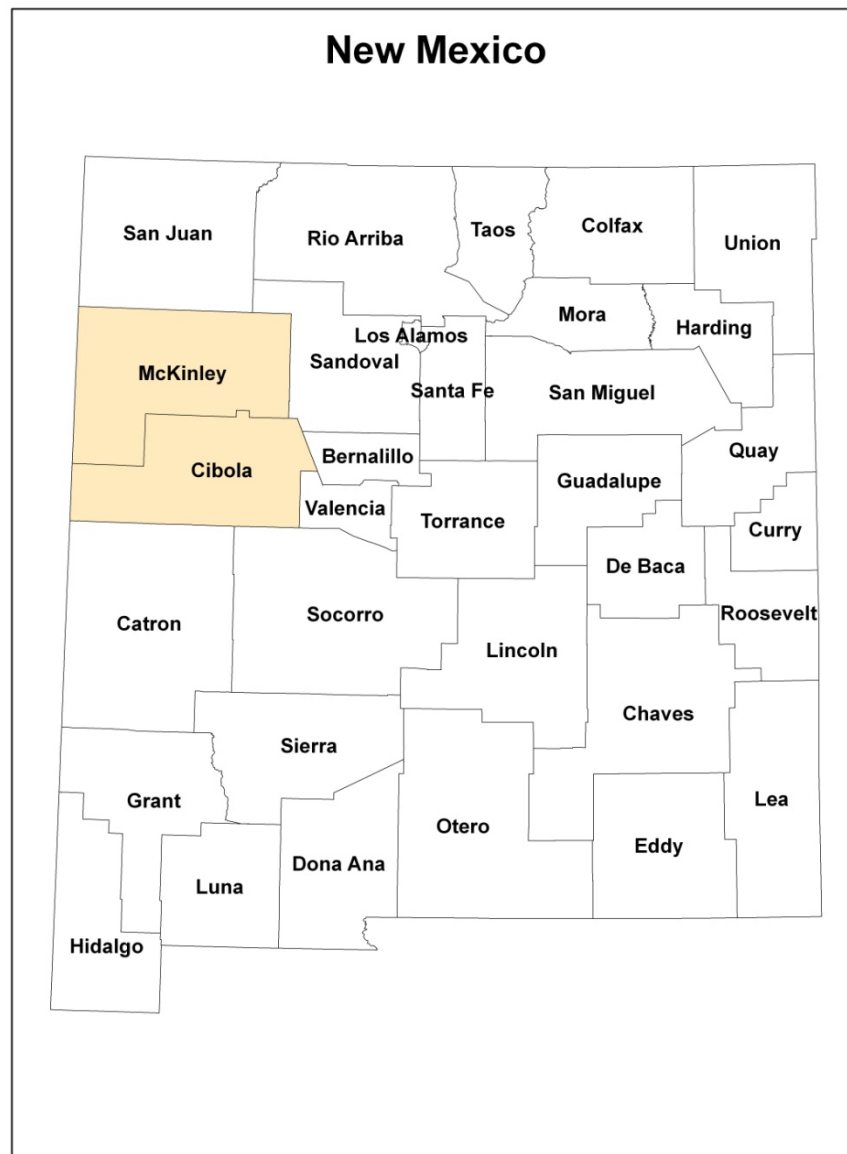 New Mexico
San Juan
Rio Arriba
Taos
Colfax
Union
Mora
Harding
Los Alamos
Sandoval
McKinley
Santa Fe
San Miguel
Quay
Bernalillo
Cibola
Guadalupe
Valencia
Torrance
Curry
De Baca
Roosevelt
Catron
Socorro
Lincoln
Chaves
Sierra
Grant
Lea
Otero
Eddy
Dona Ana
Luna
Hidalgo